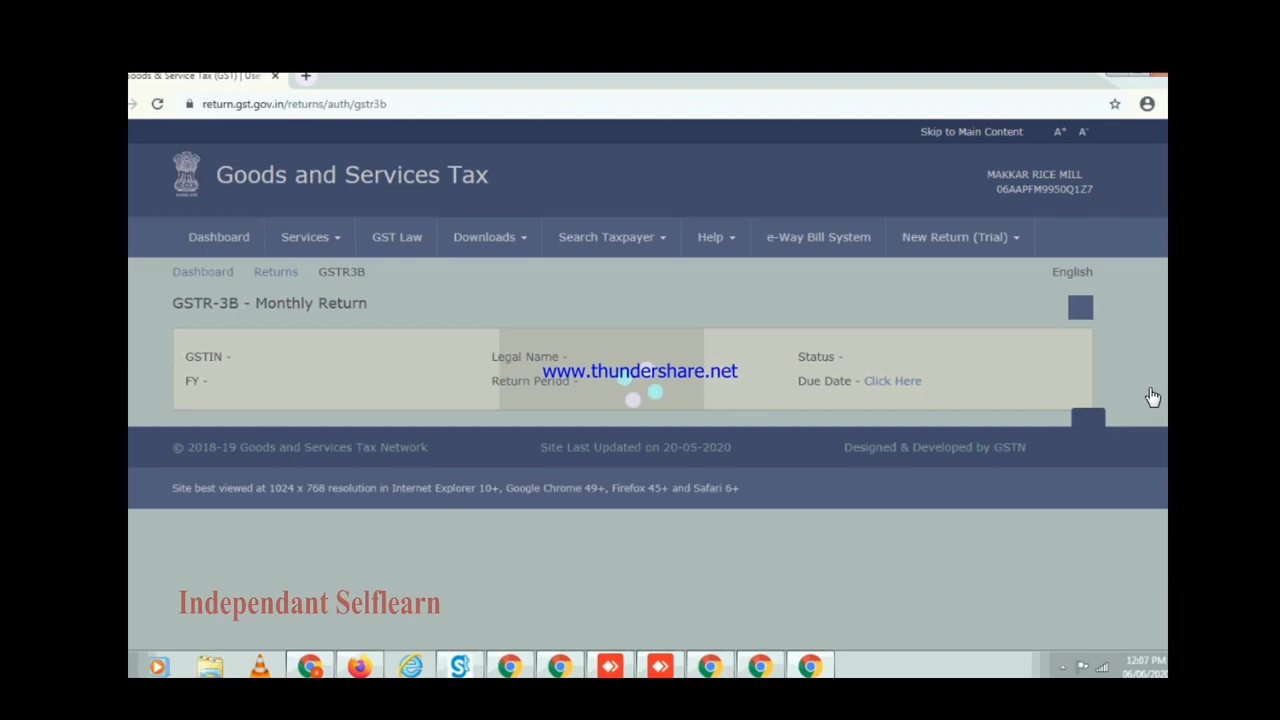 oods & Service Tax (GST) | Use
return.gst.gov.in/returns/auth/gstr3b
Skip to Main Content A+ A-
Goods and Services Tax
MAKKAR RICE MILL
06AAPFM9950Q1Z7
Dashboard Services GST Law Downloads Search Taxpayer Help e-Way Bill System New Return (Trial)
Dashboard Returns GSTR3B English
GSTR-3B - Monthly Return
GSTIN - Legal Name - Status -
www.thundershare.net
FY - Return Period - Due Date - Click Here
© 2018-19 Goods and Services Tax Network Site Last Updated on 20-05-2020 Designed & Developed by GSTN
Site best viewed at 1024 x 768 resolution in Internet Explorer 10+, Google Chrome 49+, Firefox 45+ and Safari 6+
Independant Selflearn
12:07 PM